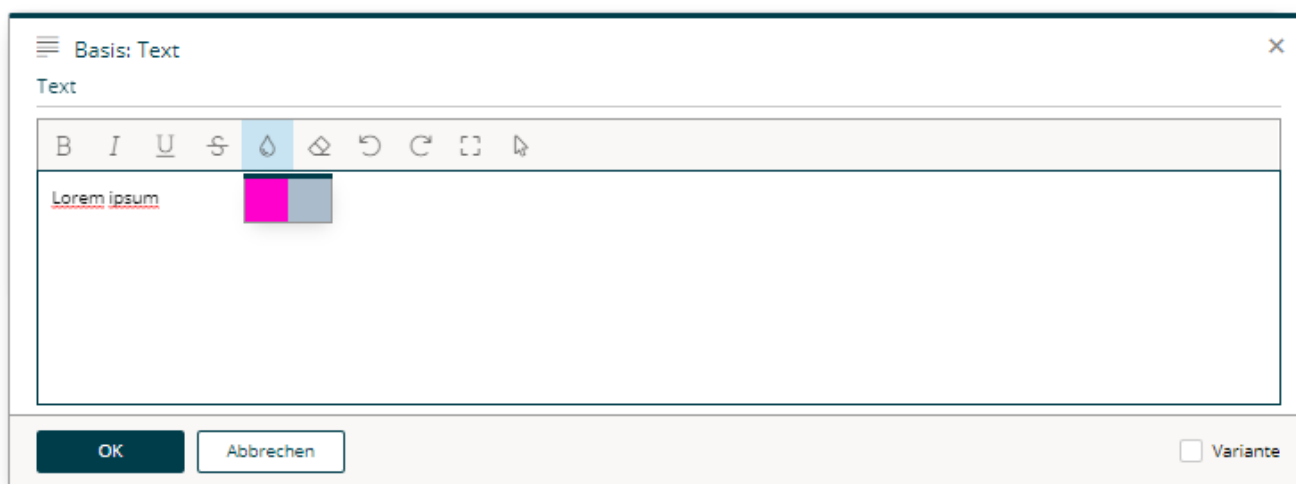 Basis: Text
Text
B I U S
Lorem ipsum
OK Abbrechen Variante